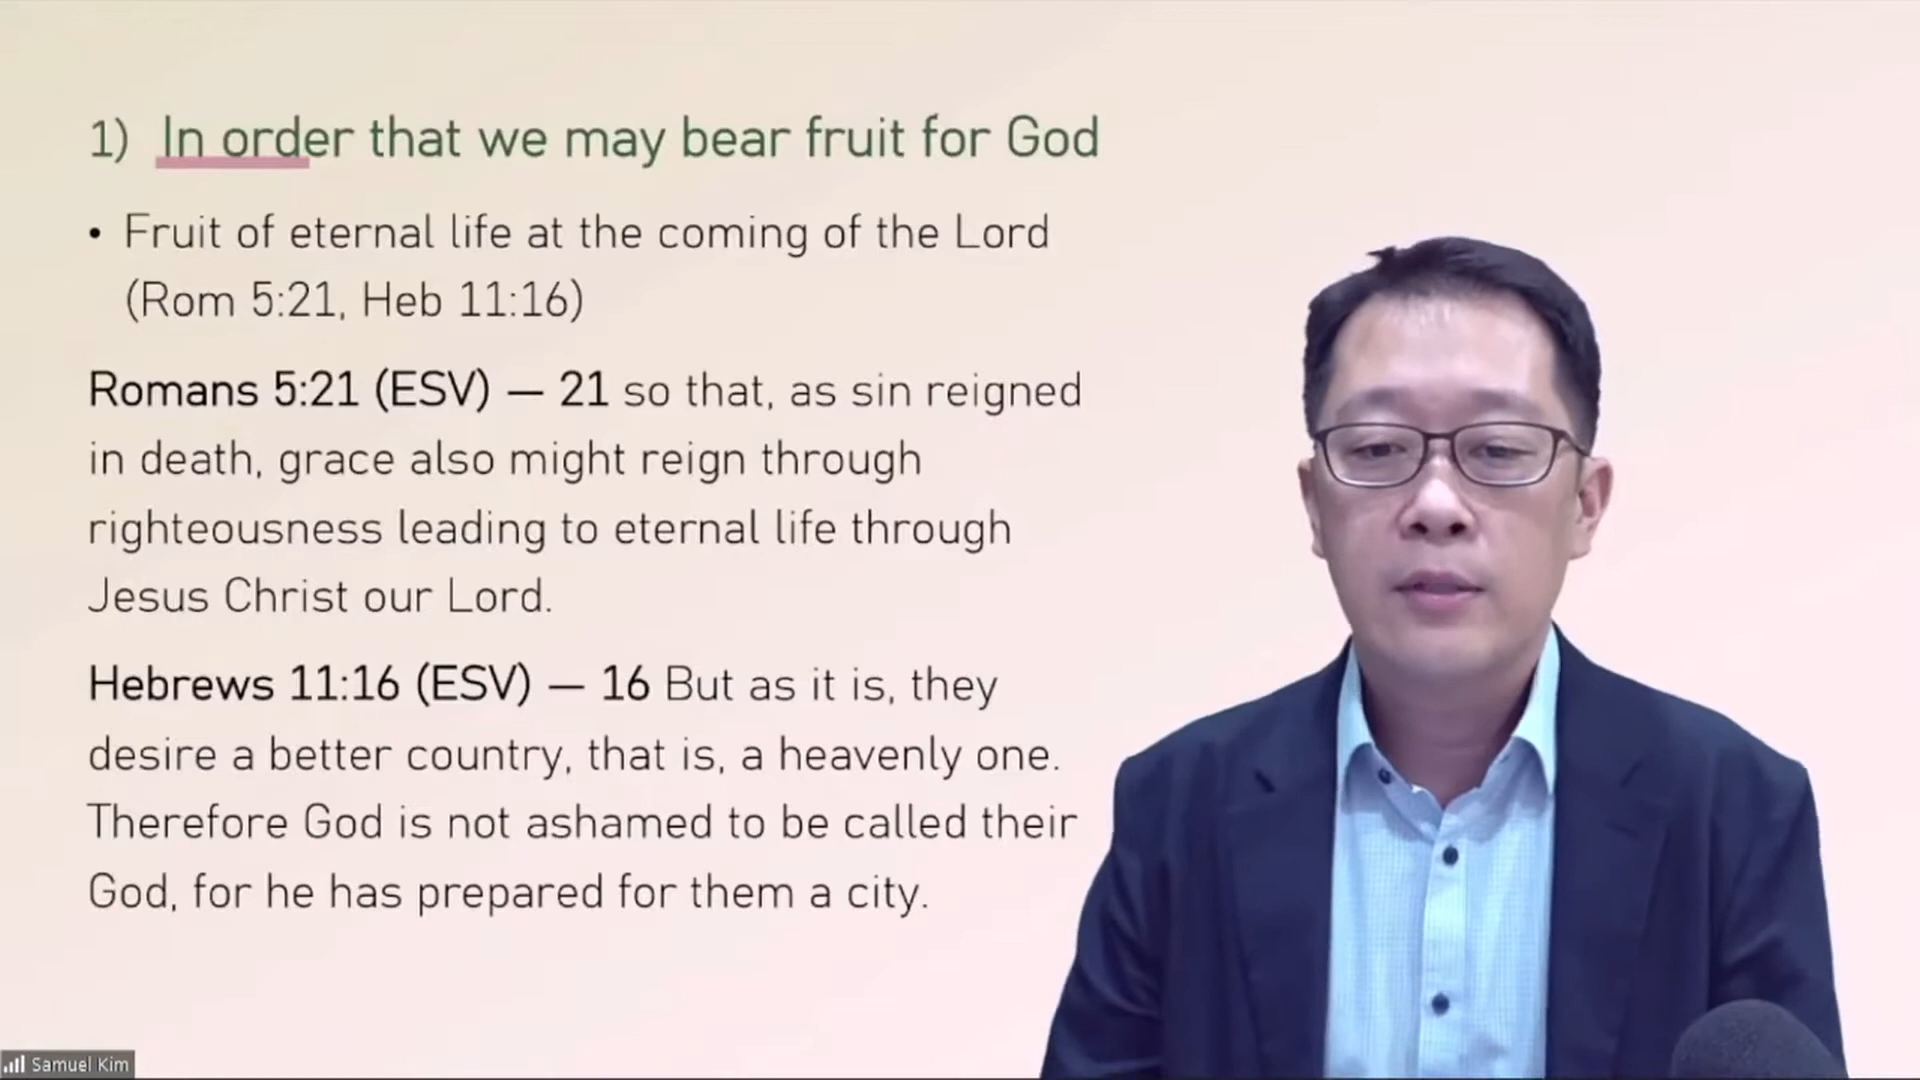 1) In order that we may bear fruit for God
• Fruit of eternal life at the coming of the Lord
(Rom 5:21, Heb 11:16)
Romans 5:21 (ESV) — 21 so that, as sin reigned
in death, grace also might reign through
righteousness leading to eternal life through
Jesus Christ our Lord.
Hebrews 11:16 (ESV) — 16 But as it is, they
desire a better country, that is, a heavenly one.
Therefore God is not ashamed to be called their
God, for he has prepared for them a city.
Samuel Kim